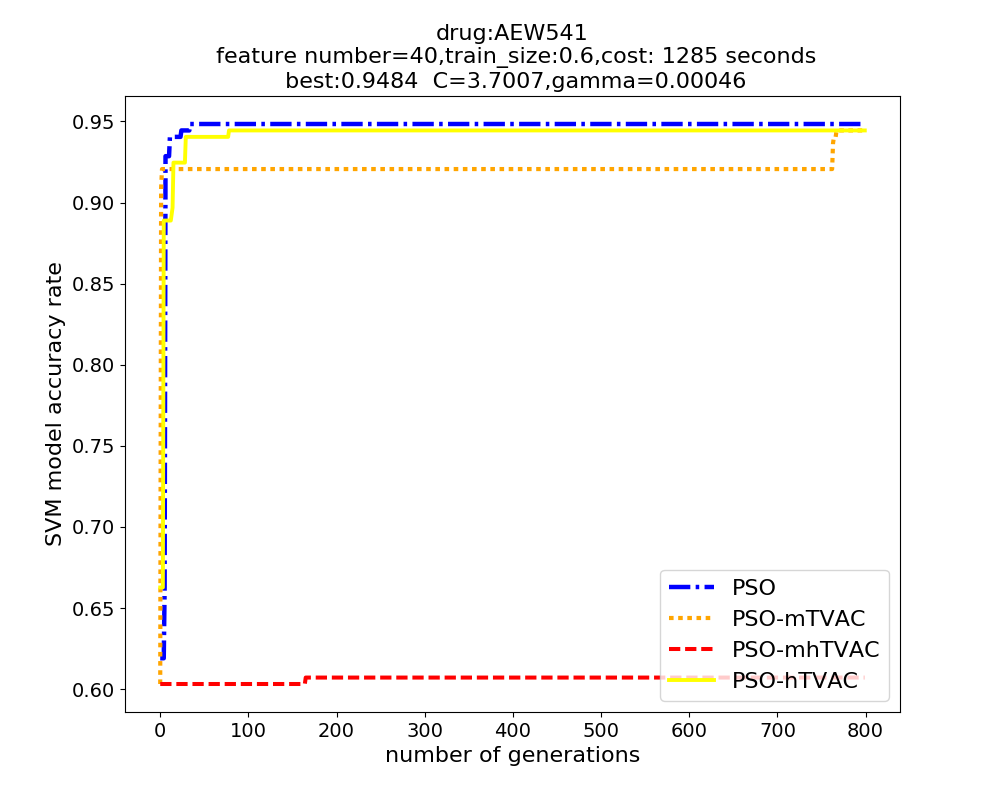 drug:AEW541
feature number=40,train_size:0.6,cost: 1285 seconds
best:0.9484  C=3.7007,gamma=0.00046
SVM model accuracy rate
0.95
0.90
0.85
0.80
0.75
0.70
0.65
0.60
PSO
PSO-mTVAC
PSO-mhTVAC
PSO-hTVAC
0 100 200 300 400 500 600 700 800
number of generations